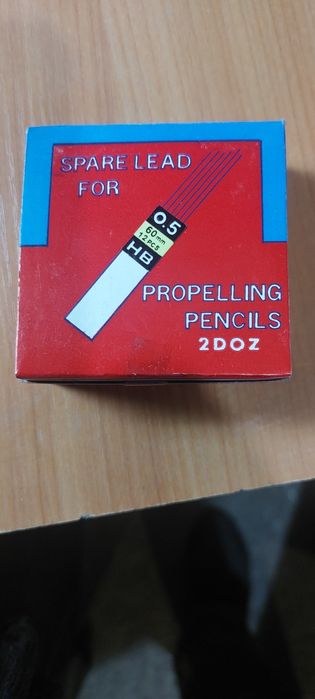 SPARE LEAD
FOR
0.5
60mm
12PCS
HB
PROPELLING
PENCILS
2DOZ